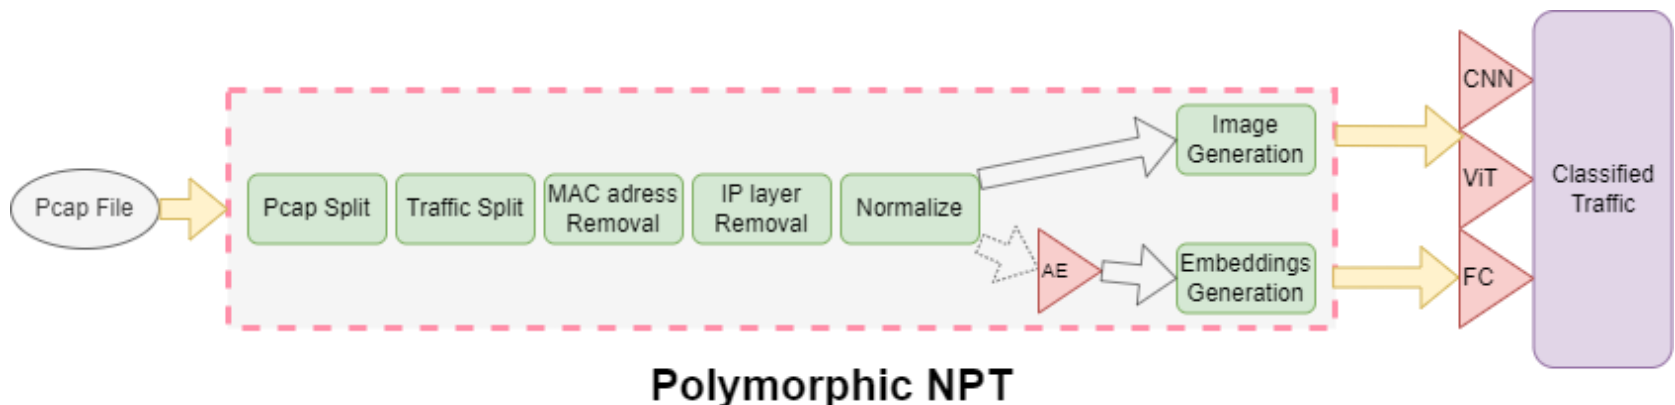 Pcap File
Pcap Split
Traffic Split
MAC adress
Removal
IP layer
Removal
Normalize
Image
Generation
AE
Embeddings
Generation
CNN
ViT
FC
Classified
Traffic
Polymorphic NPT